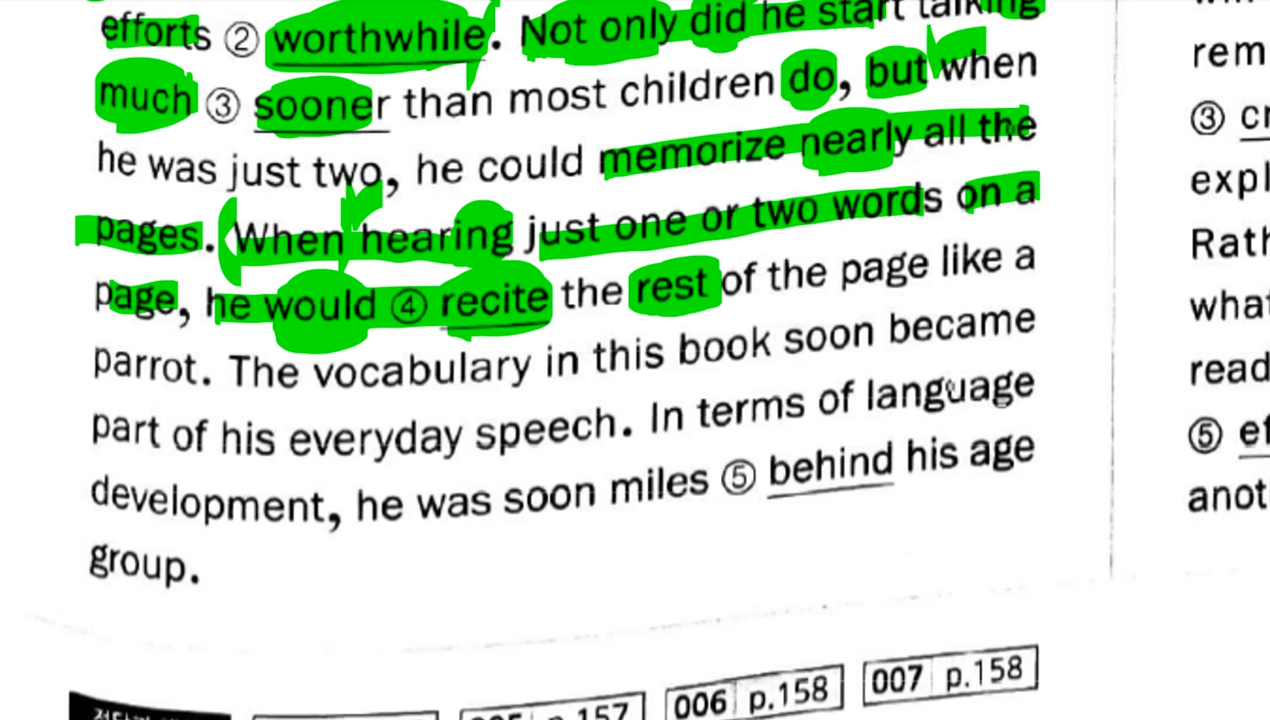 efforts ② worthwhile. Not only did he start talking
much ③ sooner than most children do, but when
he was just two, he could memorize nearly all the
pages. When hearing just one or two words on a
page, he would ④ recite the rest of the page like a
parrot. The vocabulary in this book soon became
part of his everyday speech. In terms of language
development, he was soon miles ⑤ behind his age
group.
rem
③ cr
expl
Rath
what
read
⑤ ef
anot
p.157
006 p.158
007 p.158